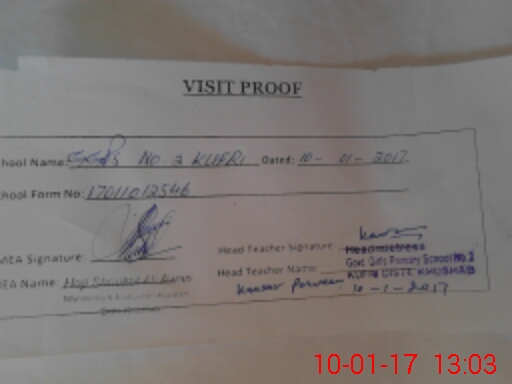 VISIT PROOF
School Name: GGPS NO 2 KUFRI Dated: 10- 01 - 2017
School Form No: 17011012546
MEA Signature:
Head Teacher Signature:
Headmistress
MEA Name:
Head Teacher Name:
Govt. Girls Primary School No.2
KUFRI DISTT. KHUSHAB
Kausar Parveen 10-1-2017
10-01-17 13:03